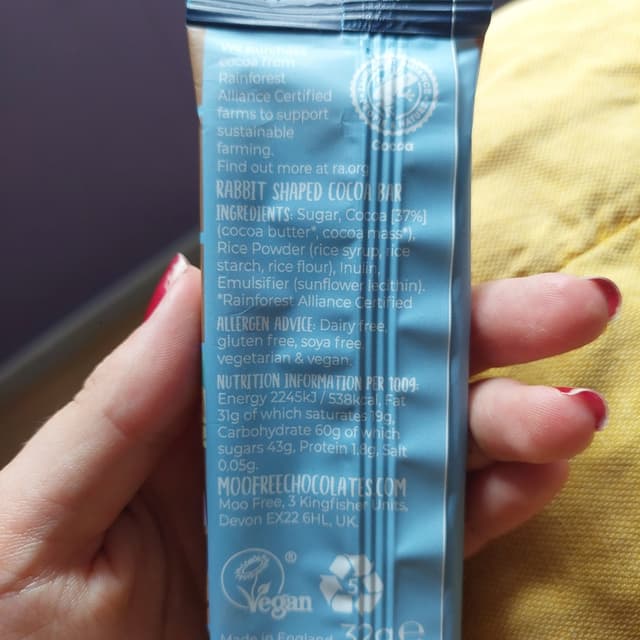 cocoa from
Rainforest
Alliance Certified
farms to support
sustainable
farming.
Find out more at ra.org
Cocoa
RABBIT SHAPED COCOA BAR
INGREDIENTS: Sugar, Cocoa [37%]
(cocoa butter*, cocoa mass*),
Rice Powder (rice syrup, rice
starch, rice flour), Inulin,
Emulsifier (sunflower lecithin).
*Rainforest Alliance Certified
ALLERGEN ADVICE: Dairy free,
gluten free, soya free
vegetarian & vegan.
NUTRITION INFORMATION PER 100g:
Energy 2245kJ / 538kcal, Fat
31g of which saturates 19g,
Carbohydrate 60g of which
sugars 43g, Protein 1.8g, Salt
0.05g.
MOOFREECHOCOLATES.COM
Moo Free, 3 Kingfisher Units,
Devon EX22 6HL, UK.
Vegan ®
5
Made in England 32g e